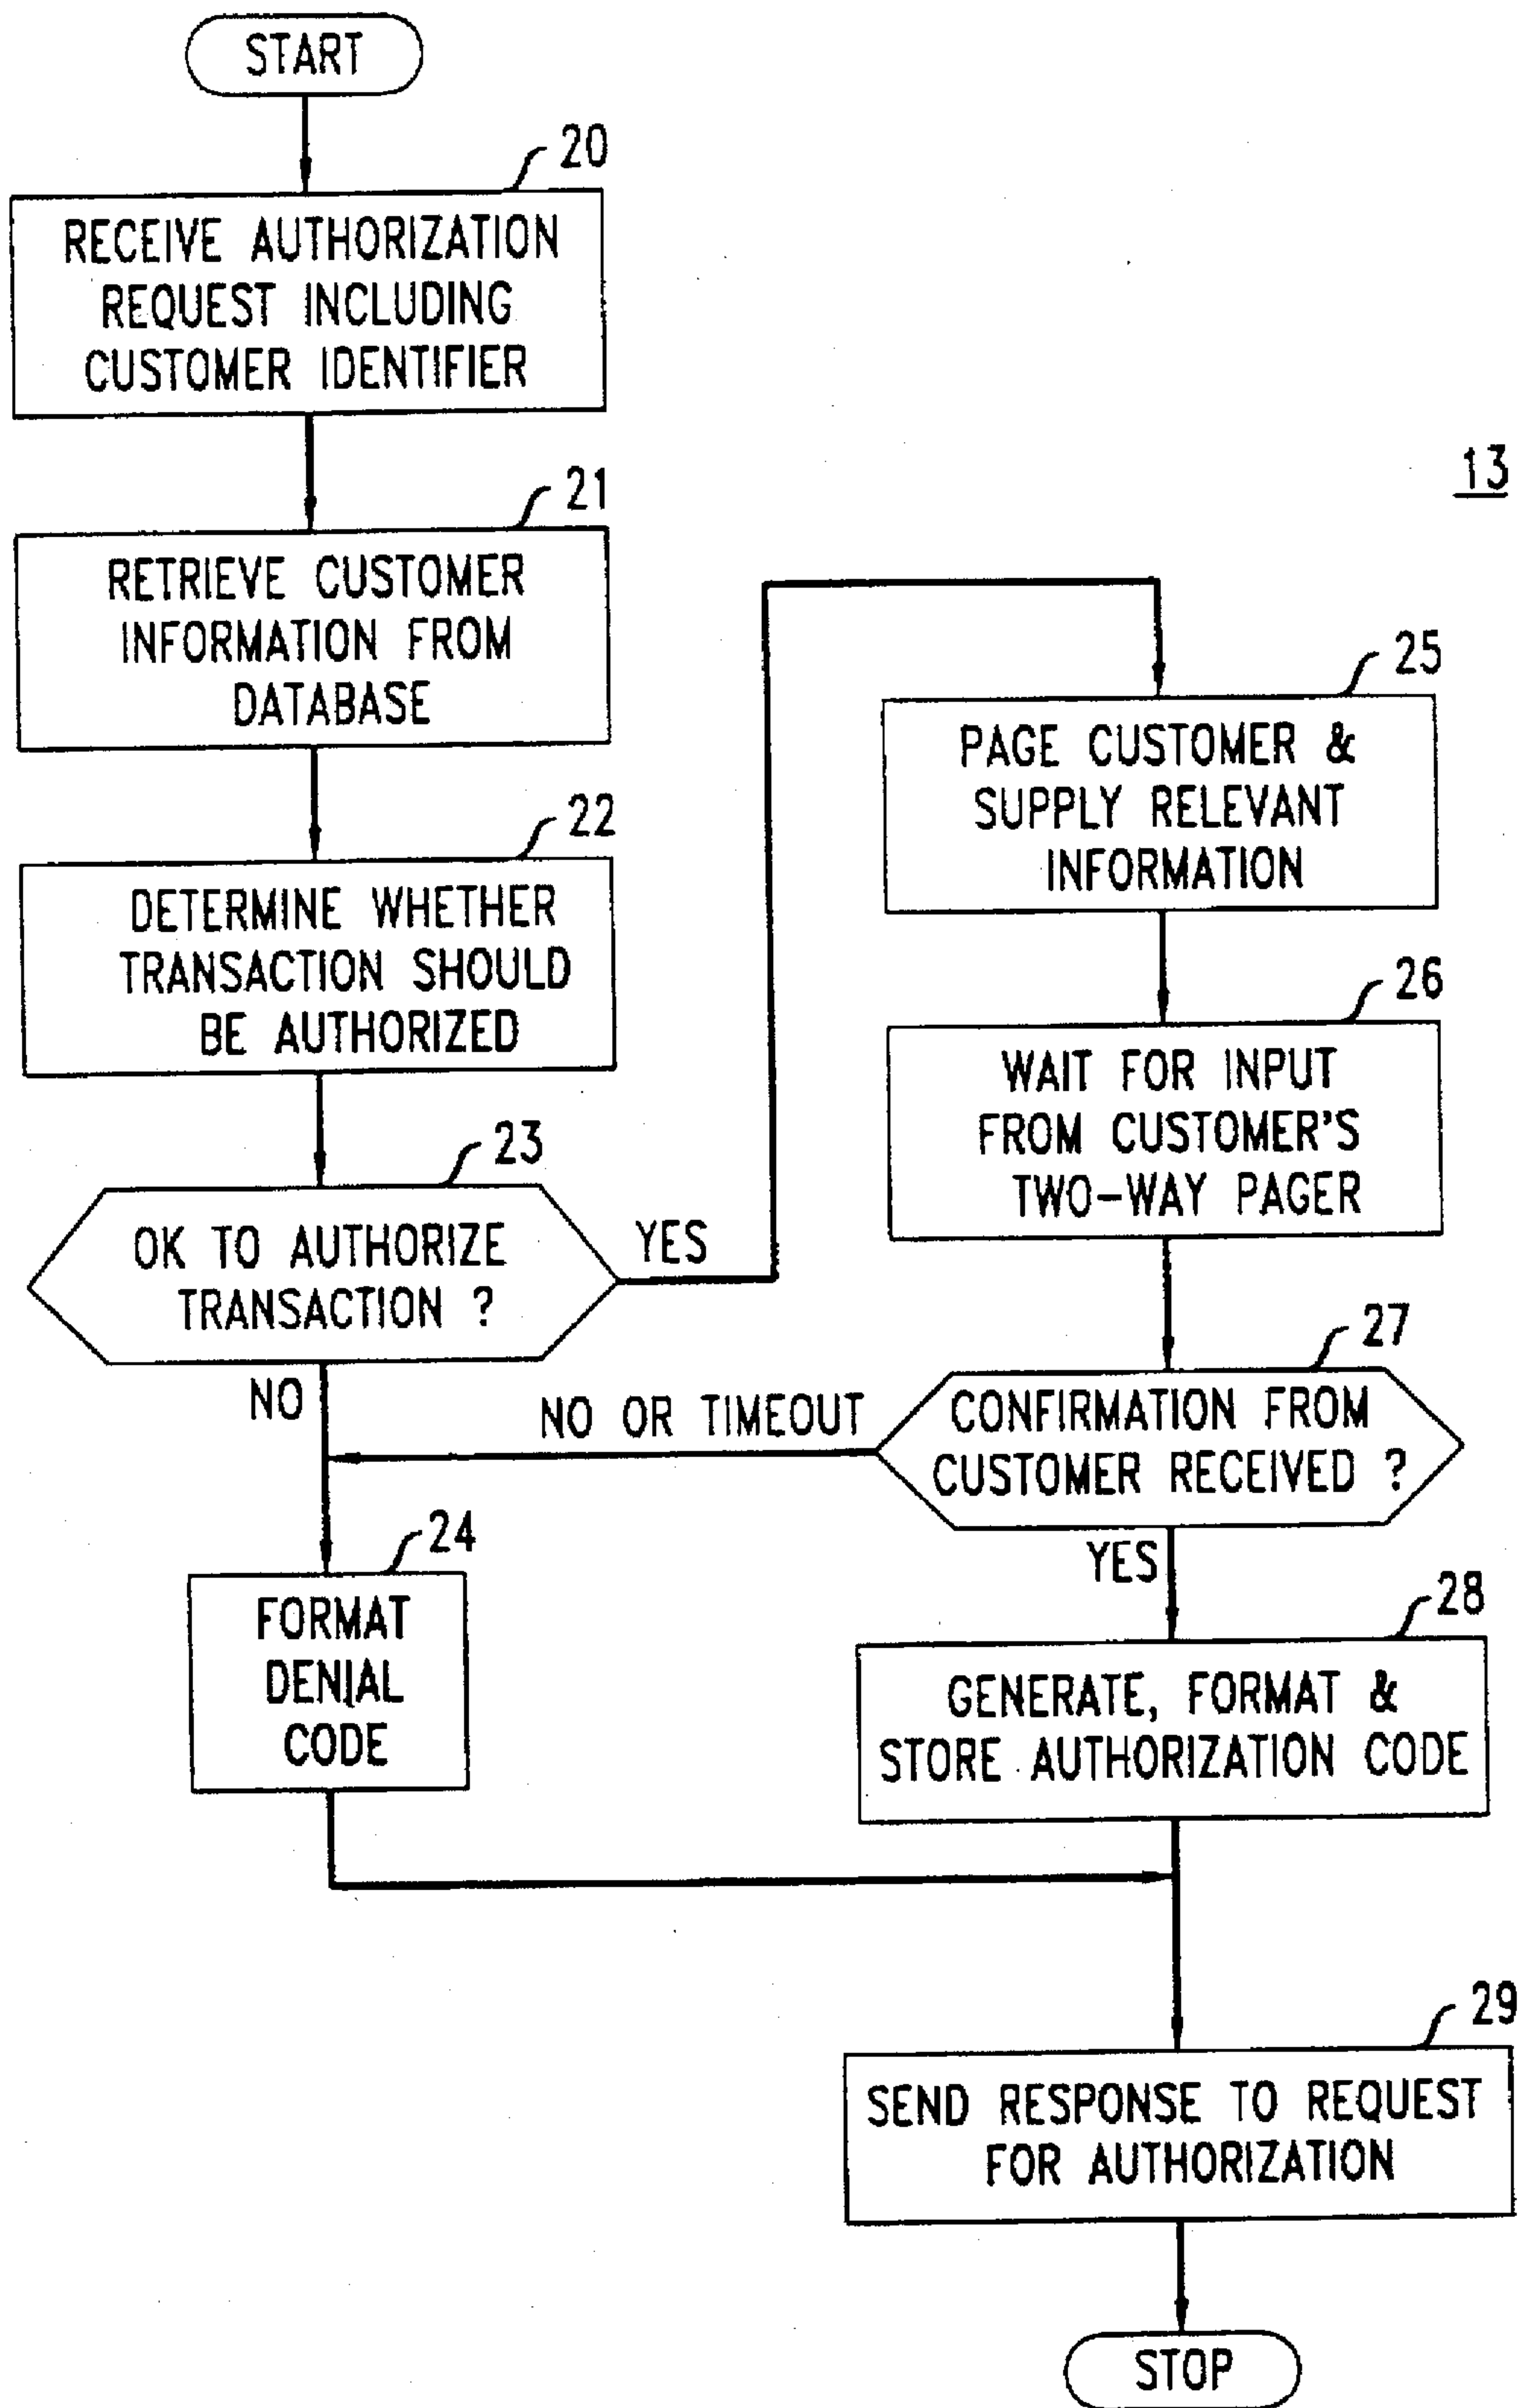 START
20
RECEIVE AUTHORIZATION
REQUEST INCLUDING
CUSTOMER IDENTIFIER
21
RETRIEVE CUSTOMER
INFORMATION FROM
DATABASE
22
DETERMINE WHETHER
TRANSACTION SHOULD
BE AUTHORIZED
23
OK TO AUTHORIZE
TRANSACTION ?
YES
NO
24
FORMAT
DENIAL
CODE
13
25
PAGE CUSTOMER &
SUPPLY RELEVANT
INFORMATION
26
WAIT FOR INPUT
FROM CUSTOMER'S
TWO-WAY PAGER
27
CONFIRMATION FROM
CUSTOMER RECEIVED ?
NO OR TIMEOUT
YES
28
GENERATE, FORMAT &
STORE AUTHORIZATION CODE
29
SEND RESPONSE TO REQUEST
FOR AUTHORIZATION
STOP